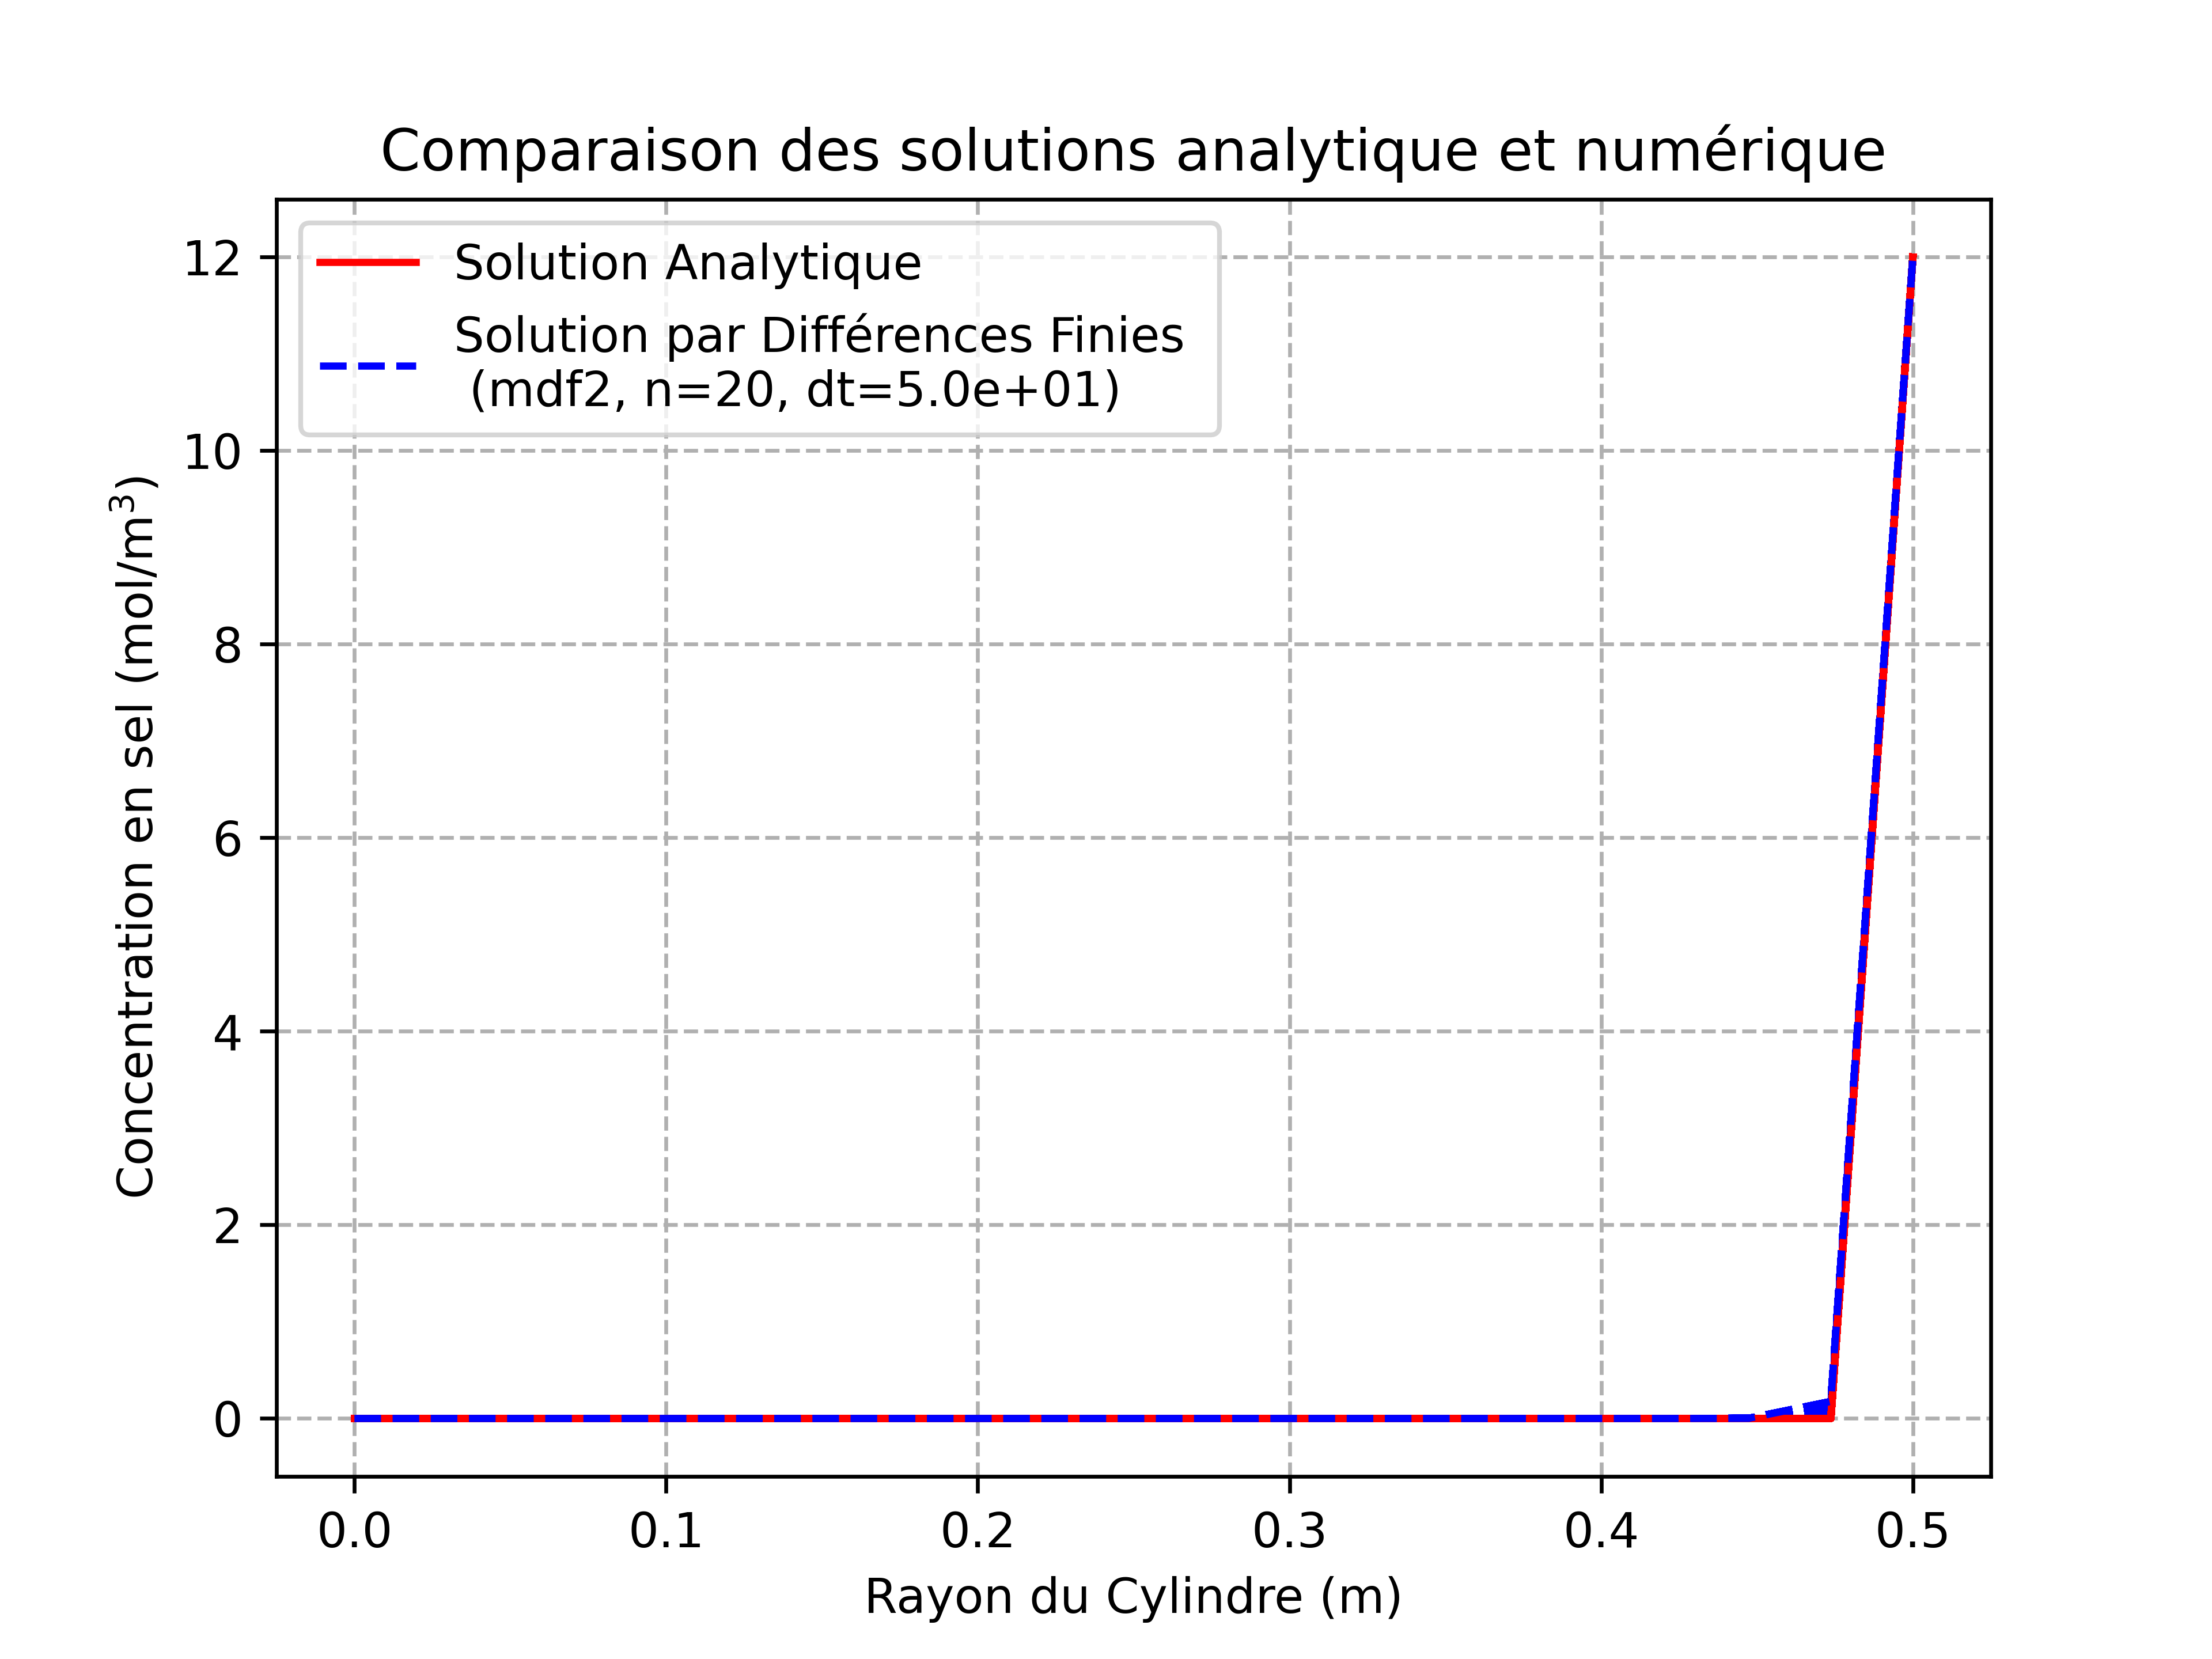 Comparaison des solutions analytique et numérique
Solution Analytique
Solution par Différences Finies
(mdf2, n=20, dt=5.0e+01)
Concentration en sel (mol/m³)
12
10
8
6
4
2
0
0.0 0.1 0.2 0.3 0.4 0.5
Rayon du Cylindre (m)